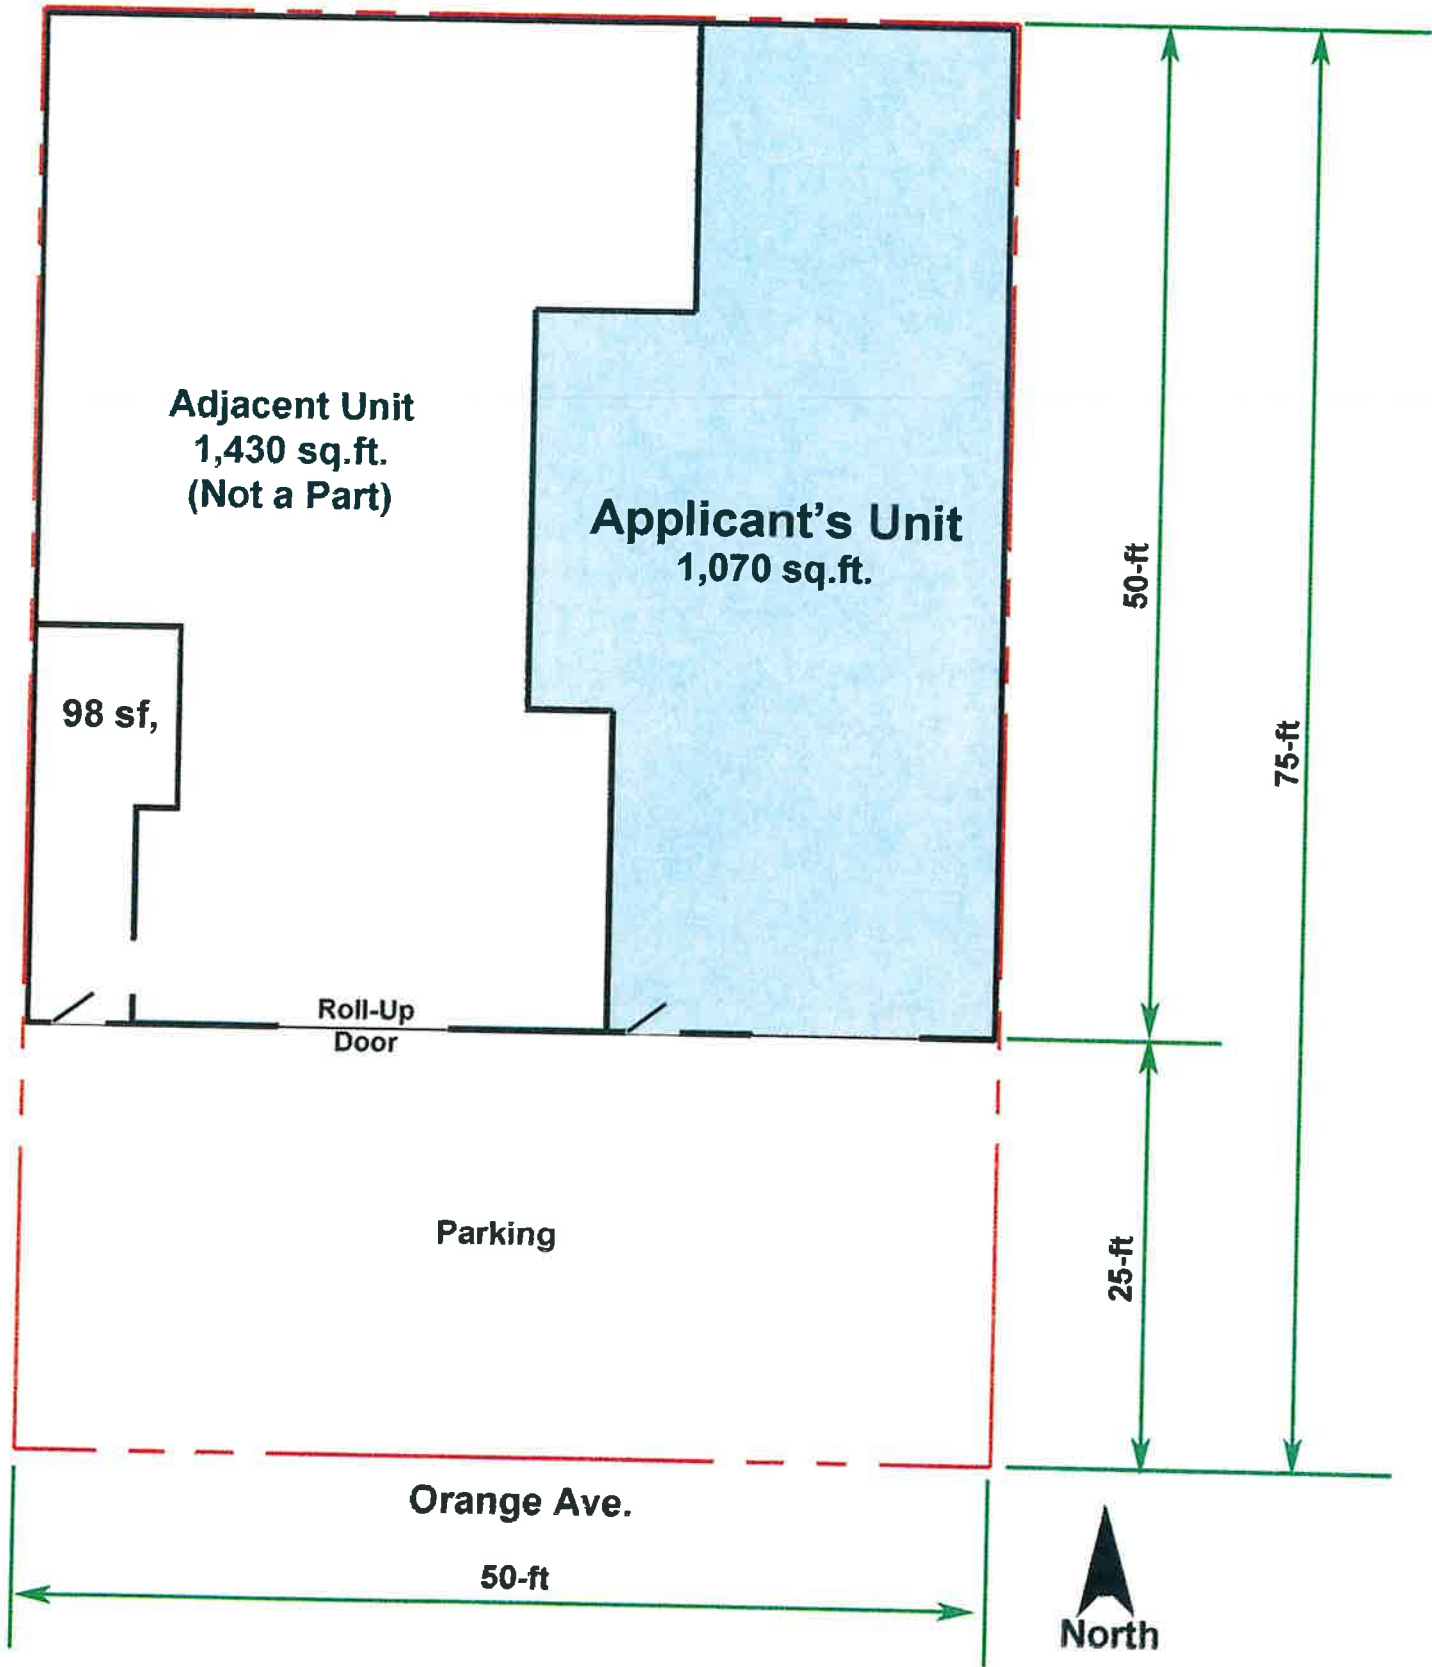 Adjacent Unit
1,430 sq.ft.
(Not a Part)
Applicant's Unit
1,070 sq.ft.
50-ft
75-ft
98 sf,
Roll-Up
Door
Parking
25-ft
Orange Ave.
50-ft
North